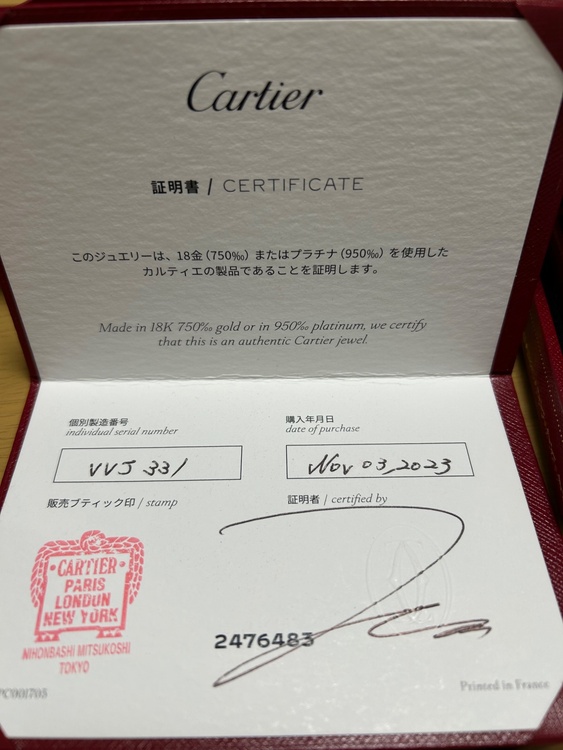 Cartier
証明書 / CERTIFICATE
このジュエリーは、18金 (750‰) またはプラチナ (950‰) を使用した
カルティエの製品であることを証明します。
Made in 18K 750‰ gold or in 950‰ platinum, we certify
that this is an authentic Cartier jewel.
個別製造番号
individual serial number
購入年月日
date of purchase
VVJ 331
Nov 03, 2023
販売ブティック印 / stamp
証明者 / certified by
CARTIER
PARIS
LONDON
NEW YORK
NIHONBASHI MITSUKOSHI
TOKYO
2476483
Printed in France